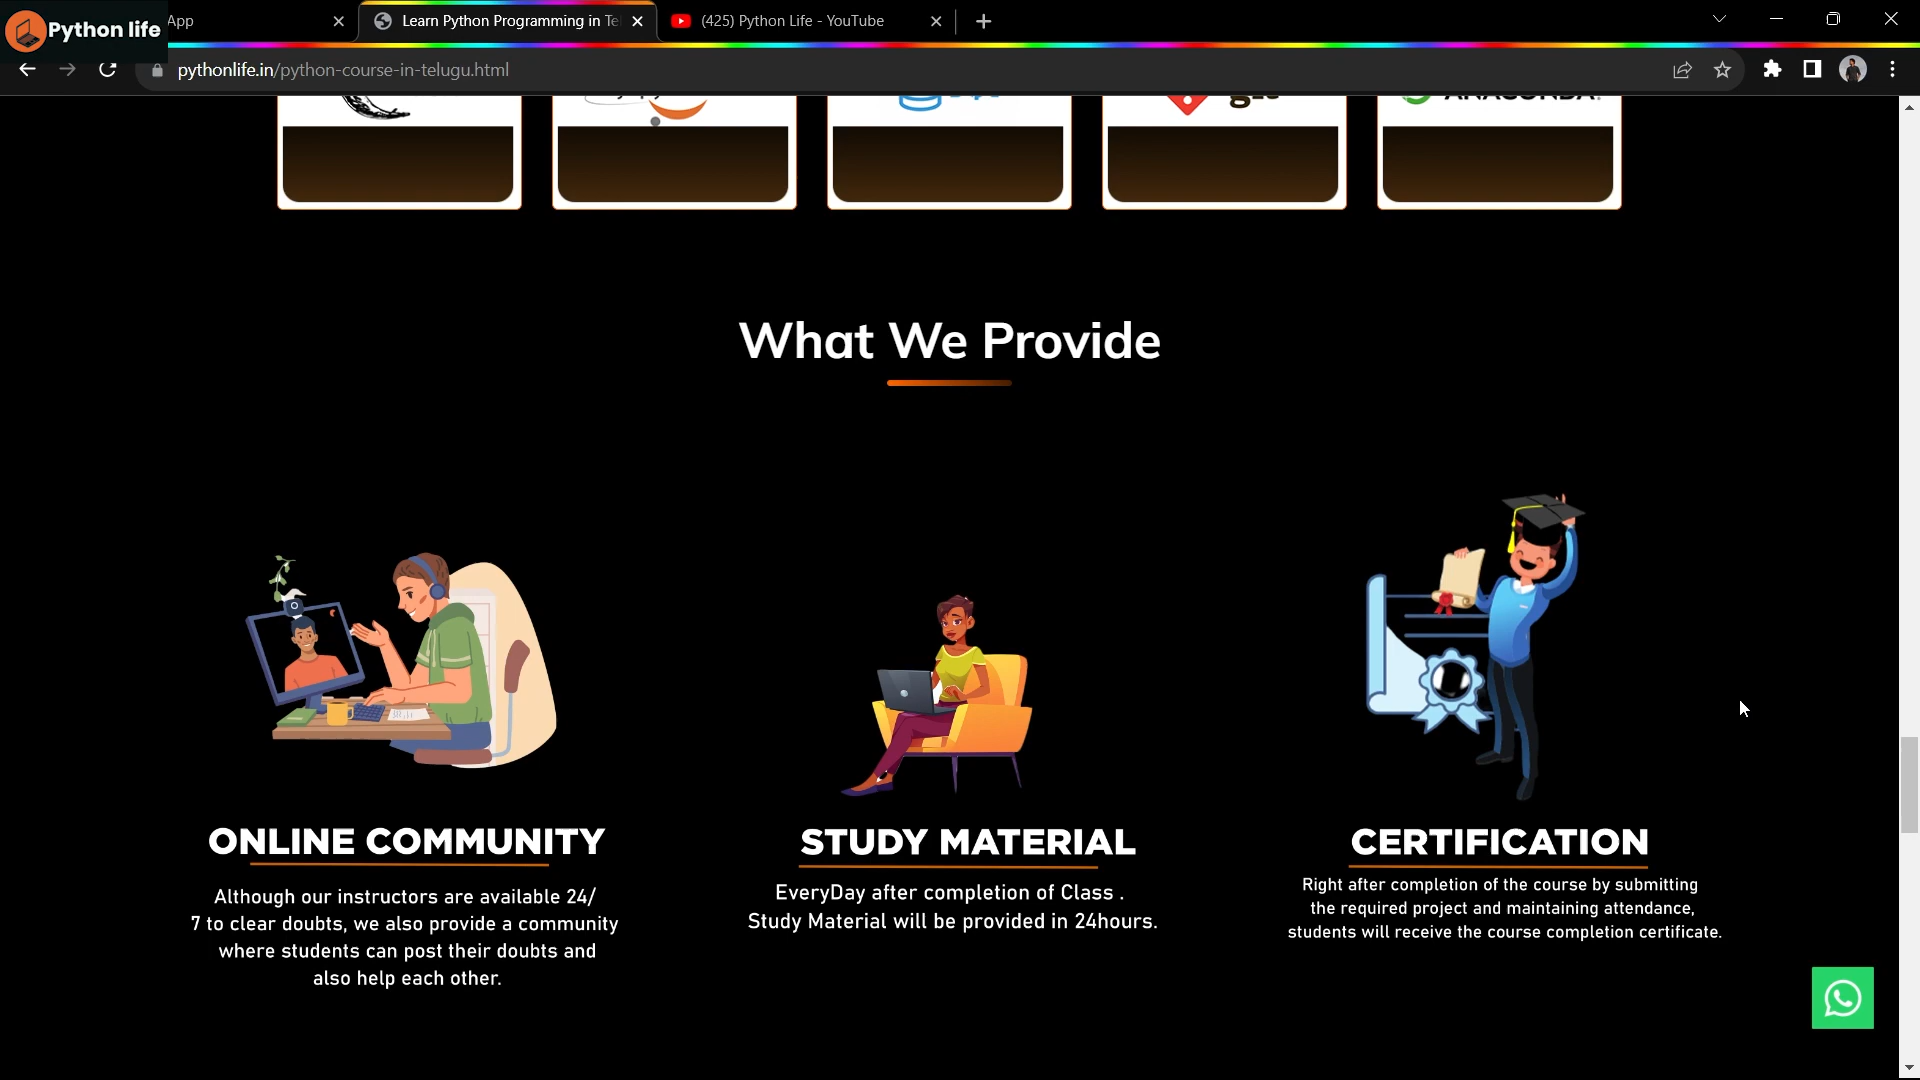 Python life
App
Learn Python Programming in Te
(425) Python Life - YouTube
pythonlife.in/python-course-in-telugu.html
What We Provide
ONLINE COMMUNITY
Although our instructors are available 24/
7 to clear doubts, we also provide a community
where students can post their doubts and
also help each other.
STUDY MATERIAL
EveryDay after completion of Class .
Study Material will be provided in 24hours.
CERTIFICATION
Right after completion of the course by submitting
the required project and maintaining attendance,
students will receive the course completion certificate.